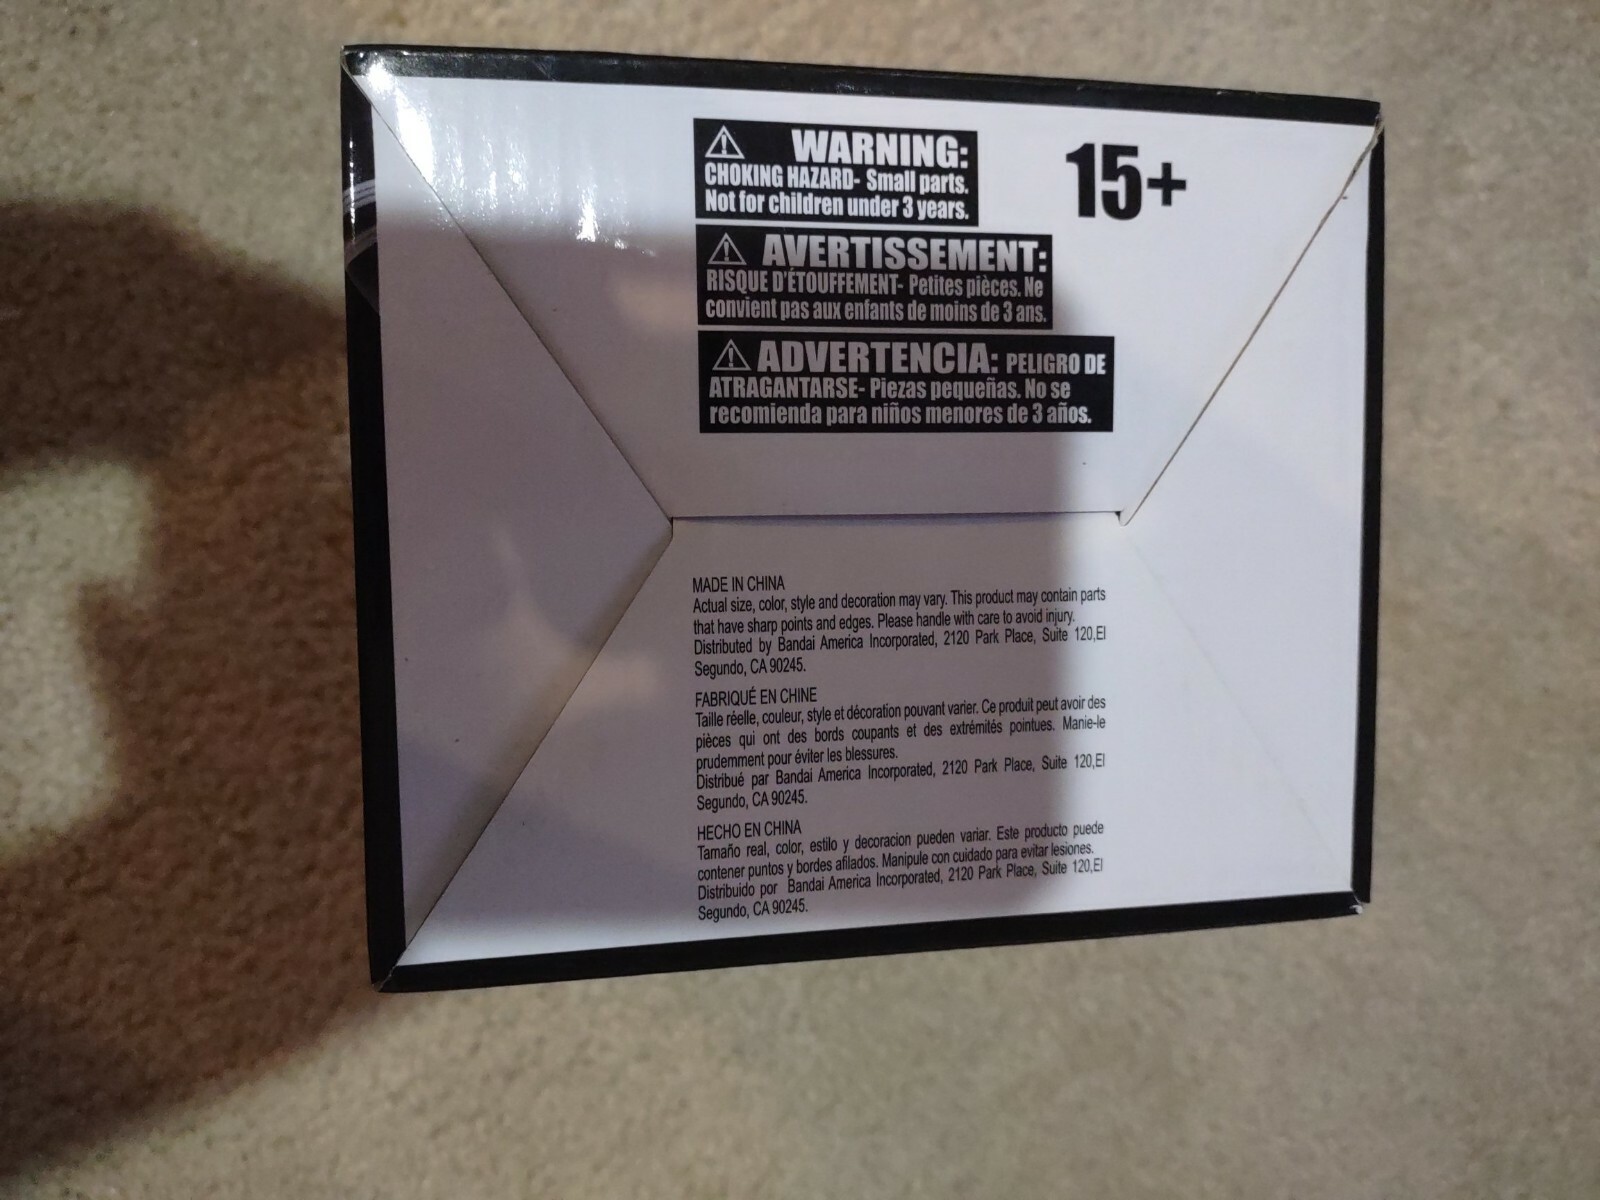 WARNING:
CHOKING HAZARD- Small parts.
Not for children under 3 years.
15+
AVERTISSEMENT:
RISQUE D'ÉTOUFFEMENT- Petites pièces. Ne
convient pas aux enfants de moins de 3 ans.
ADVERTENCIA: PELIGRO DE
ATRAGANTARSE- Piezas pequeñas. No se
recomienda para niños menores de 3 años.
MADE IN CHINA
Actual size, color, style and decoration may vary. This product may contain parts
that have sharp points and edges. Please handle with care to avoid injury.
Distributed by Bandai America Incorporated, 2120 Park Place, Suite 120,El
Segundo, CA 90245.
FABRIQUÉ EN CHINE
Taille réelle, couleur, style et décoration pouvant varier. Ce produit peut avoir des
pièces qui ont des bords coupants et des extrémités pointues. Manie-le
prudemment pour éviter les blessures.
Distribué par Bandai America Incorporated, 2120 Park Place, Suite 120,El
Segundo, CA 90245.
HECHO EN CHINA
Tamaño real, color, estilo y decoracion pueden variar. Este producto puede
contener puntos y bordes afilados. Manipule con cuidado para evitar lesiones.
Distribuido por Bandai America Incorporated, 2120 Park Place, Suite 120,El
Segundo, CA 90245.